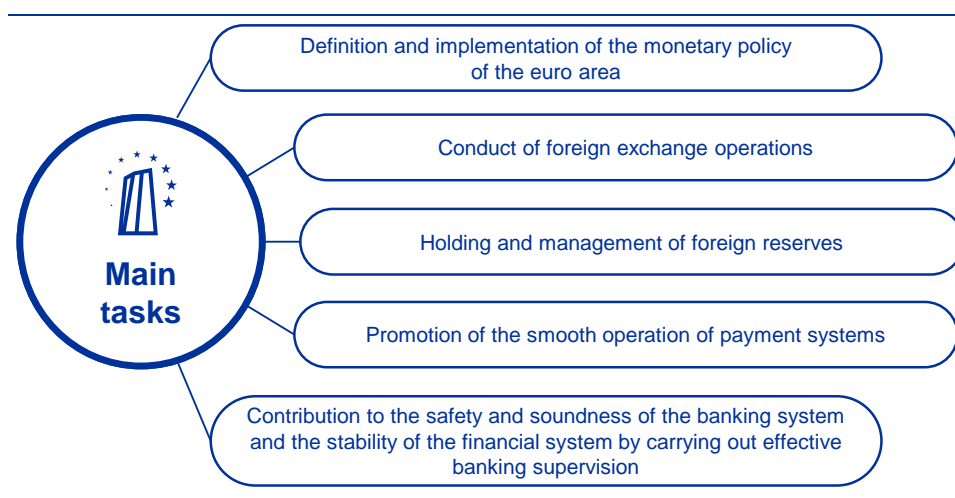 Definition and implementation of the monetary policy
of the euro area
Conduct of foreign exchange operations
Main
tasks
Holding and management of foreign reserves
Promotion of the smooth operation of payment systems
Contribution to the safety and soundness of the banking system
and the stability of the financial system by carrying out effective
banking supervision